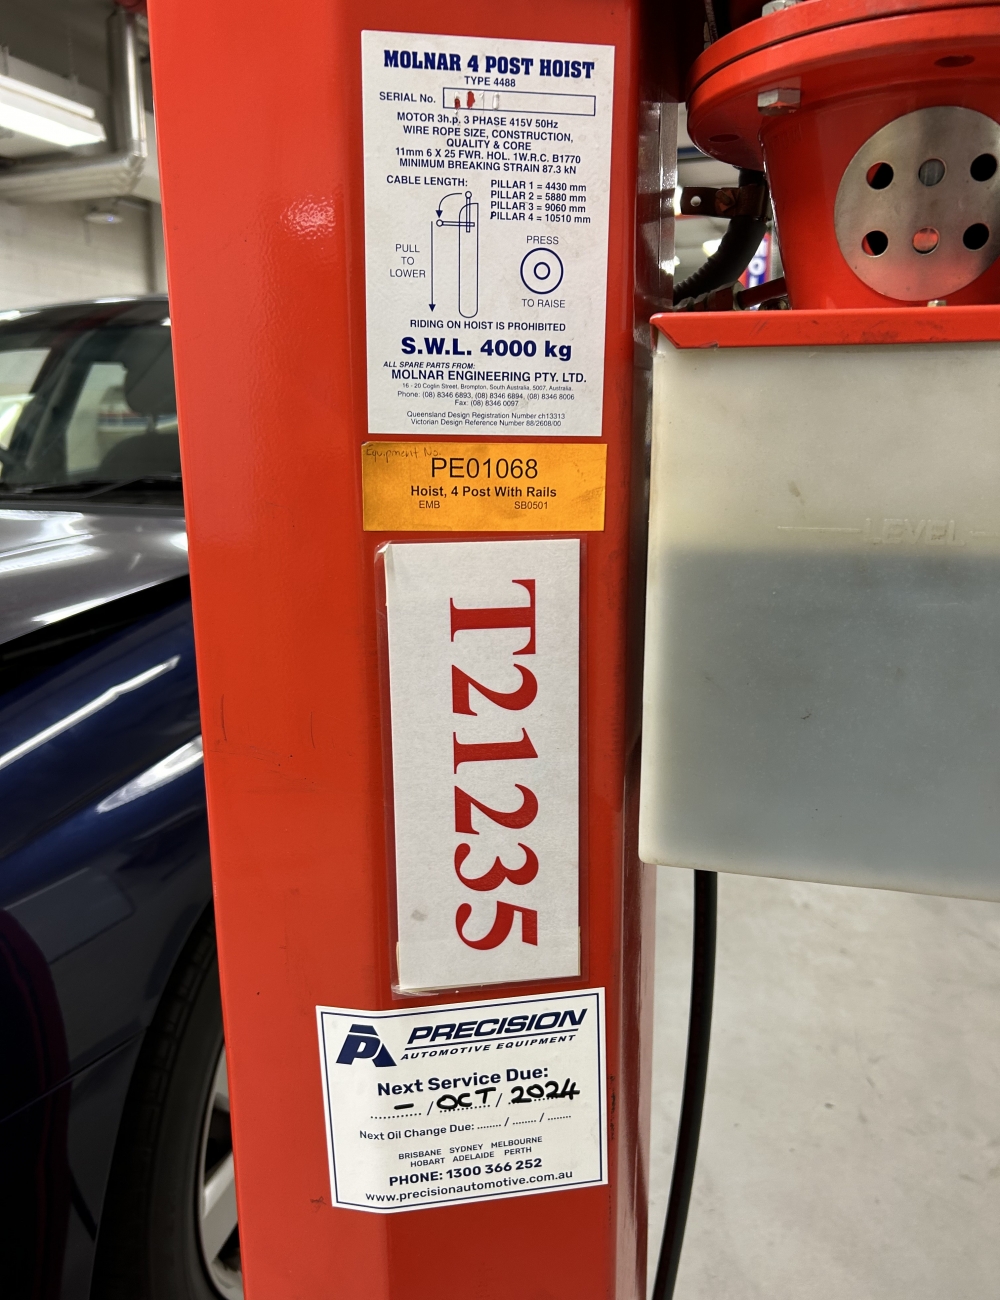 MOLNAR 4 POST HOIST
TYPE 4488
SERIAL No.
MOTOR 3h.p. 3 PHASE 415V 50Hz
WIRE ROPE SIZE, CONSTRUCTION,
QUALITY & CORE
11mm 6 X 25 FWR. HOL. 1W.R.C. B1770
MINIMUM BREAKING STRAIN 87.3 kN
CABLE LENGTH:
PILLAR 1 = 4430 mm
PILLAR 2 = 5880 mm
PILLAR 3 = 9060 mm
PILLAR 4 = 10510 mm
PULL
TO
LOWER
PRESS
TO RAISE
RIDING ON HOIST IS PROHIBITED
S.W.L. 4000 kg
ALL SPARE PARTS FROM:
MOLNAR ENGINEERING PTY. LTD.
16 - 20 Coglin Street, Brompton, South Australia, 5007, Australia.
Phone: (08) 8346 6893, (08) 8346 6894, (08) 8346 8006
Fax: (08) 8346 0097
Queensland Design Registration Number ch13313
Victorian Design Reference Number 88/2608/00
Equipment No.
PE01068
Hoist, 4 Post With Rails
EMB SB0501
LEVEL
T21235
PA PRECISION
AUTOMOTIVE EQUIPMENT
Next Service Due:
– / OCT / 2024
Next Oil Change Due: ........ / ........ / ........
BRISBANE SYDNEY MELBOURNE
HOBART ADELAIDE PERTH
PHONE: 1300 366 252
www.precisionautomotive.com.au